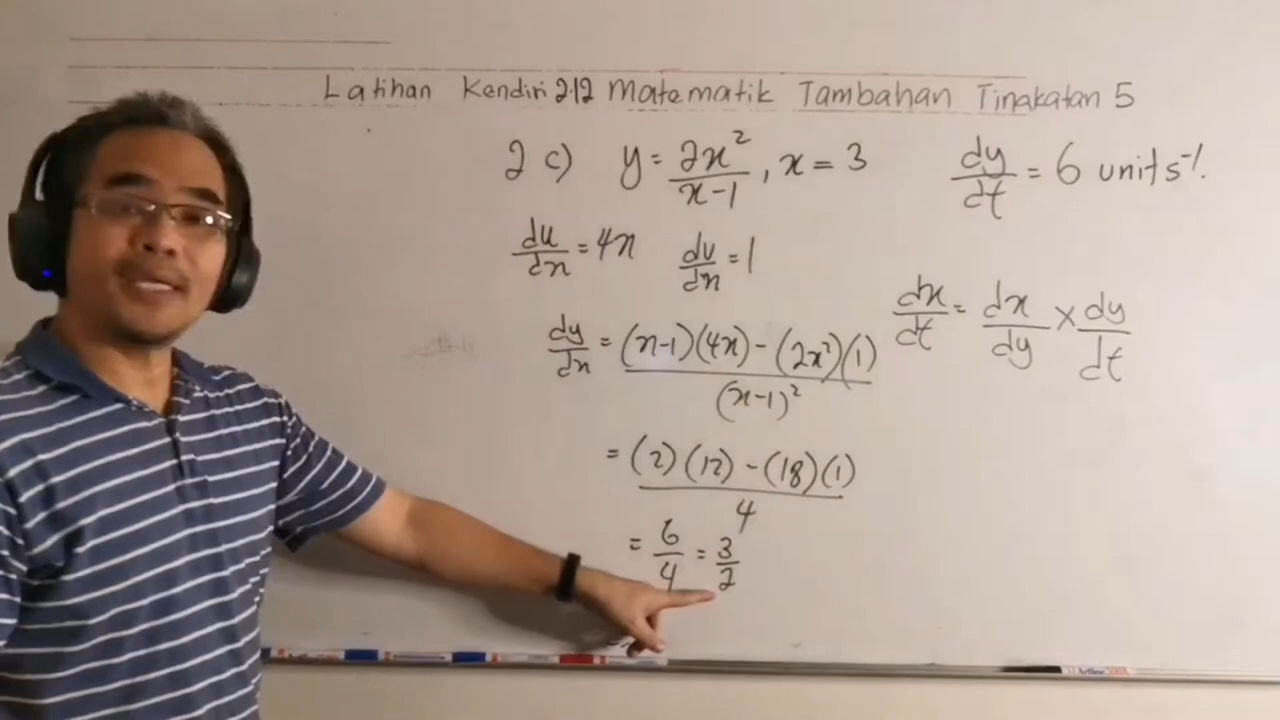 Latihan Kendiri 2.12 Matematik Tambahan Tingkatan 5
2 c) y = 2x²/(x-1), x = 3
dy/dt = 6 units⁻¹.
du/dx = 4x dv/dx = 1
dy/dx = ((x-1)(4x) - (2x²)(1))/(x-1)²
dx/dt = dx/dy × dy/dt
= ((2)(12) - (18)(1))/4
= 6/4 = 3/2